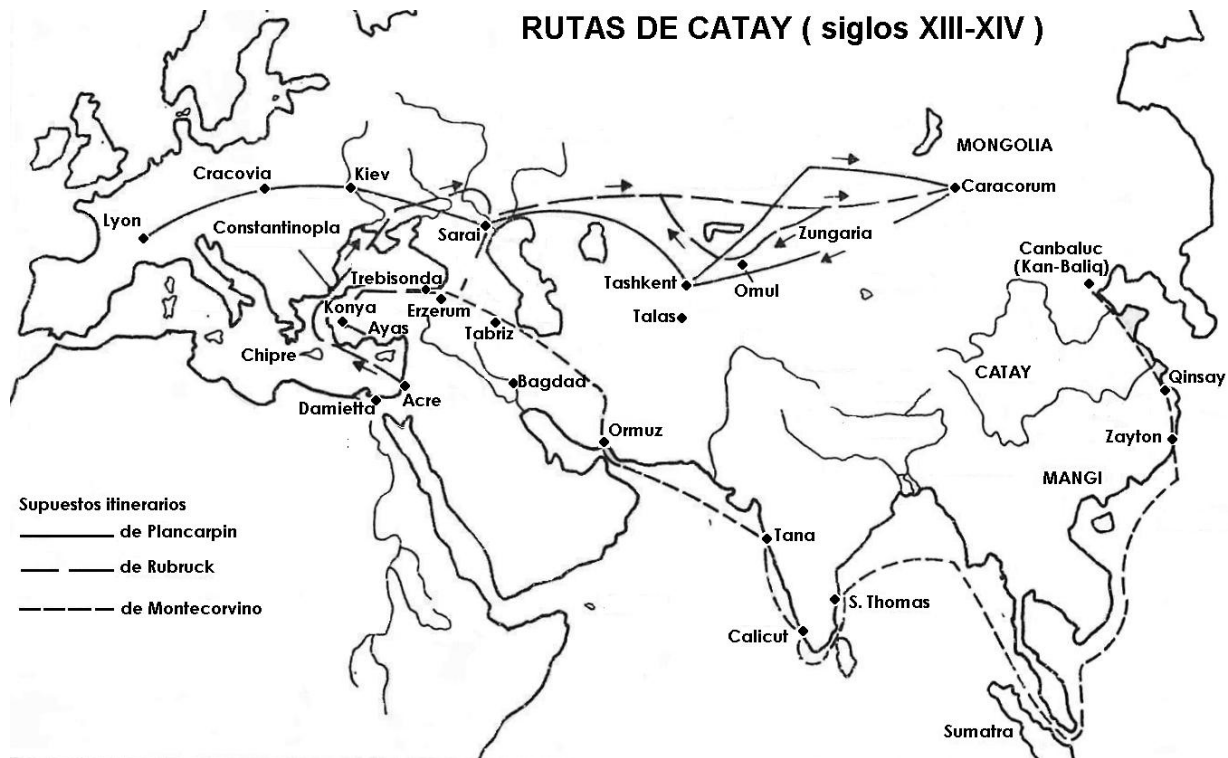 RUTAS DE CATAY ( siglos XIII-XIV )
MONGOLIA
Cracovia
Kiev
Caracorum
Lyon
Constantinopla
Sarai
Zungaria
Canbaluc
(Kan-Baliq)
Trebisonda
Tashkent
Omul
Konya
Erzerum
Talas
Ayas
Tabriz
Chipre
CATAY
Qinsay
Bagdad
Damietta
Acre
Ormuz
Zayton
MANGI
Supuestos itinerarios
de Plancarpin
Tana
de Rubruck
de Montecorvino
S. Thomas
Calicut
Sumatra